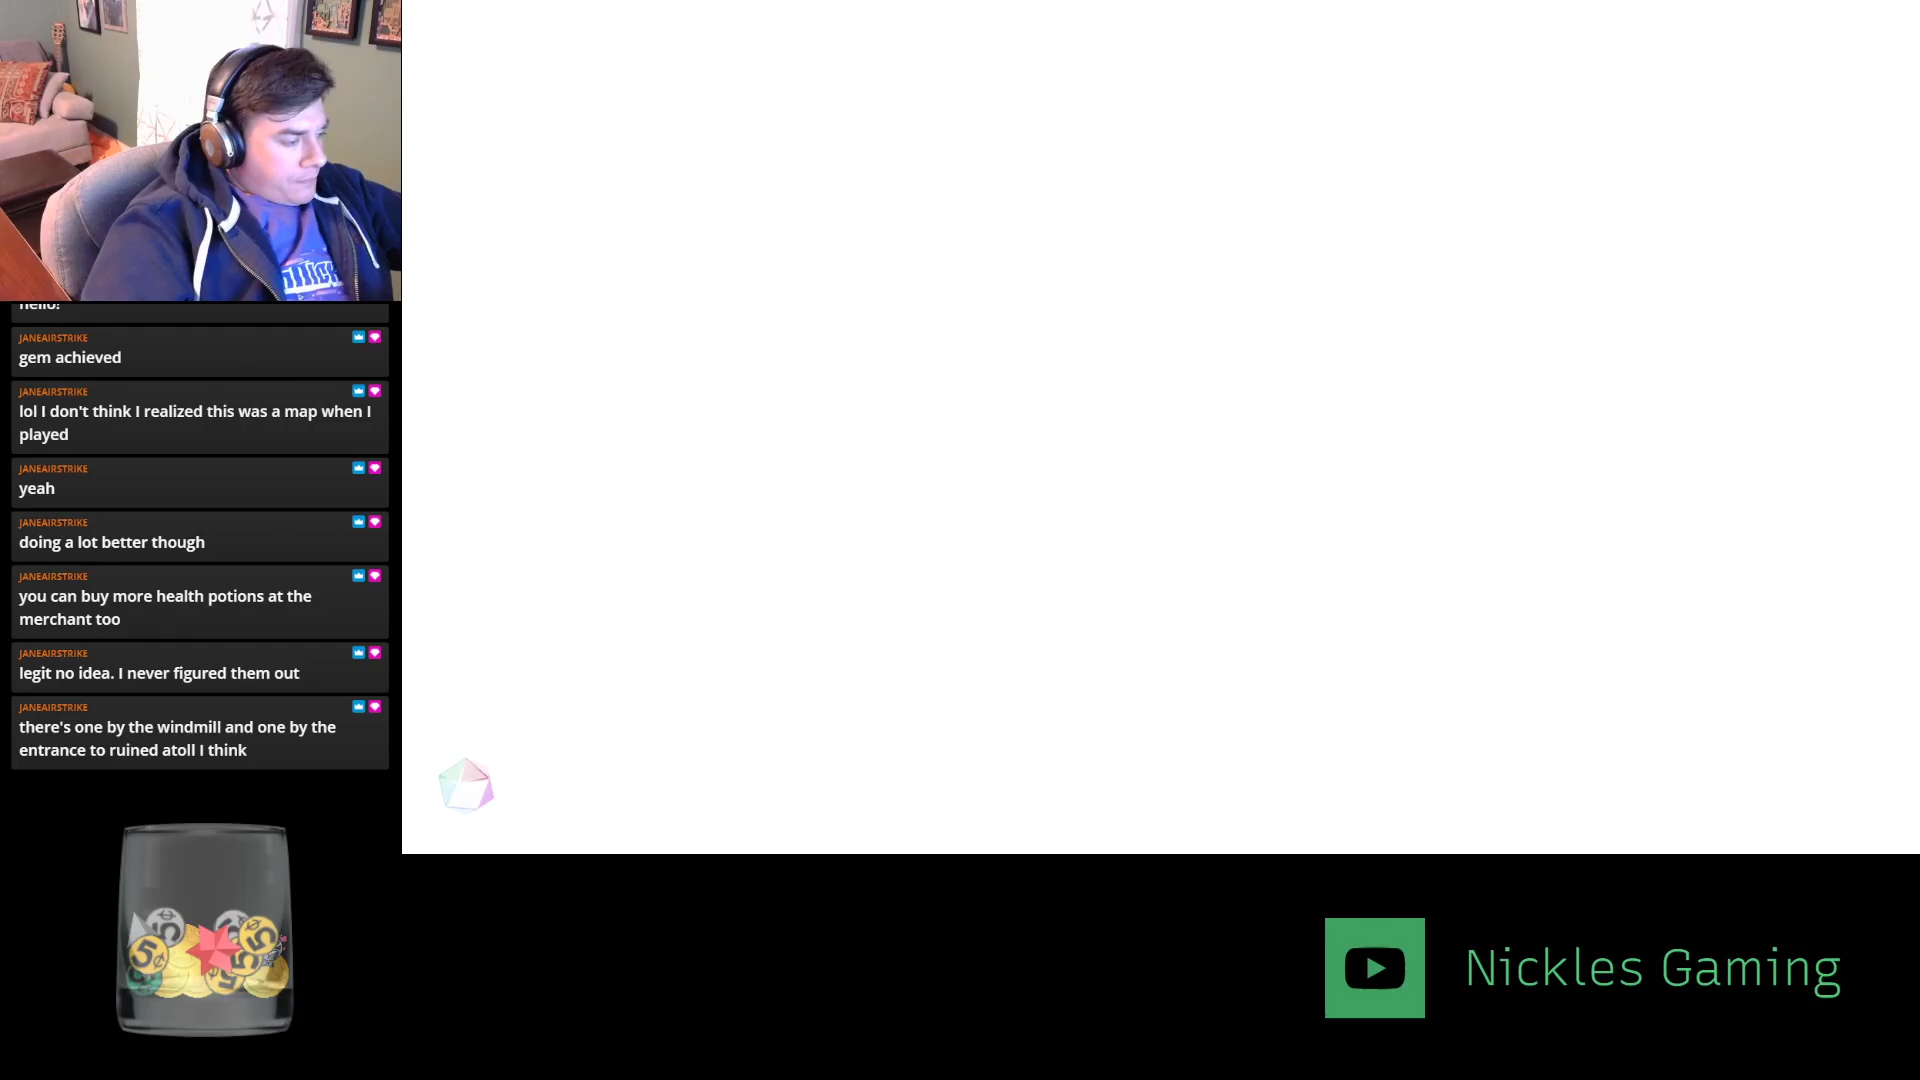 hello!
JANEAIRSTRIKE
gem achieved
JANEAIRSTRIKE
lol I don't think I realized this was a map when I
played
JANEAIRSTRIKE
yeah
JANEAIRSTRIKE
doing a lot better though
JANEAIRSTRIKE
you can buy more health potions at the
merchant too
JANEAIRSTRIKE
legit no idea. I never figured them out
JANEAIRSTRIKE
there's one by the windmill and one by the
entrance to ruined atoll I think
5¢
Nickles Gaming